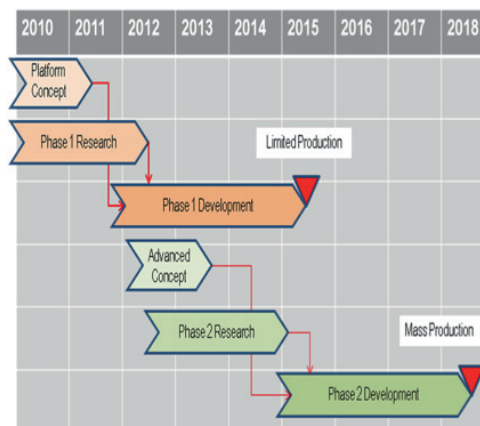 2010 2011 2012 2013 2014 2015 2016 2017 2018
Platform
Concept
Phase 1 Research
Limited Production
Phase 1 Development
Advanced
Concept
Phase 2 Research
Mass Production
Phase 2 Development